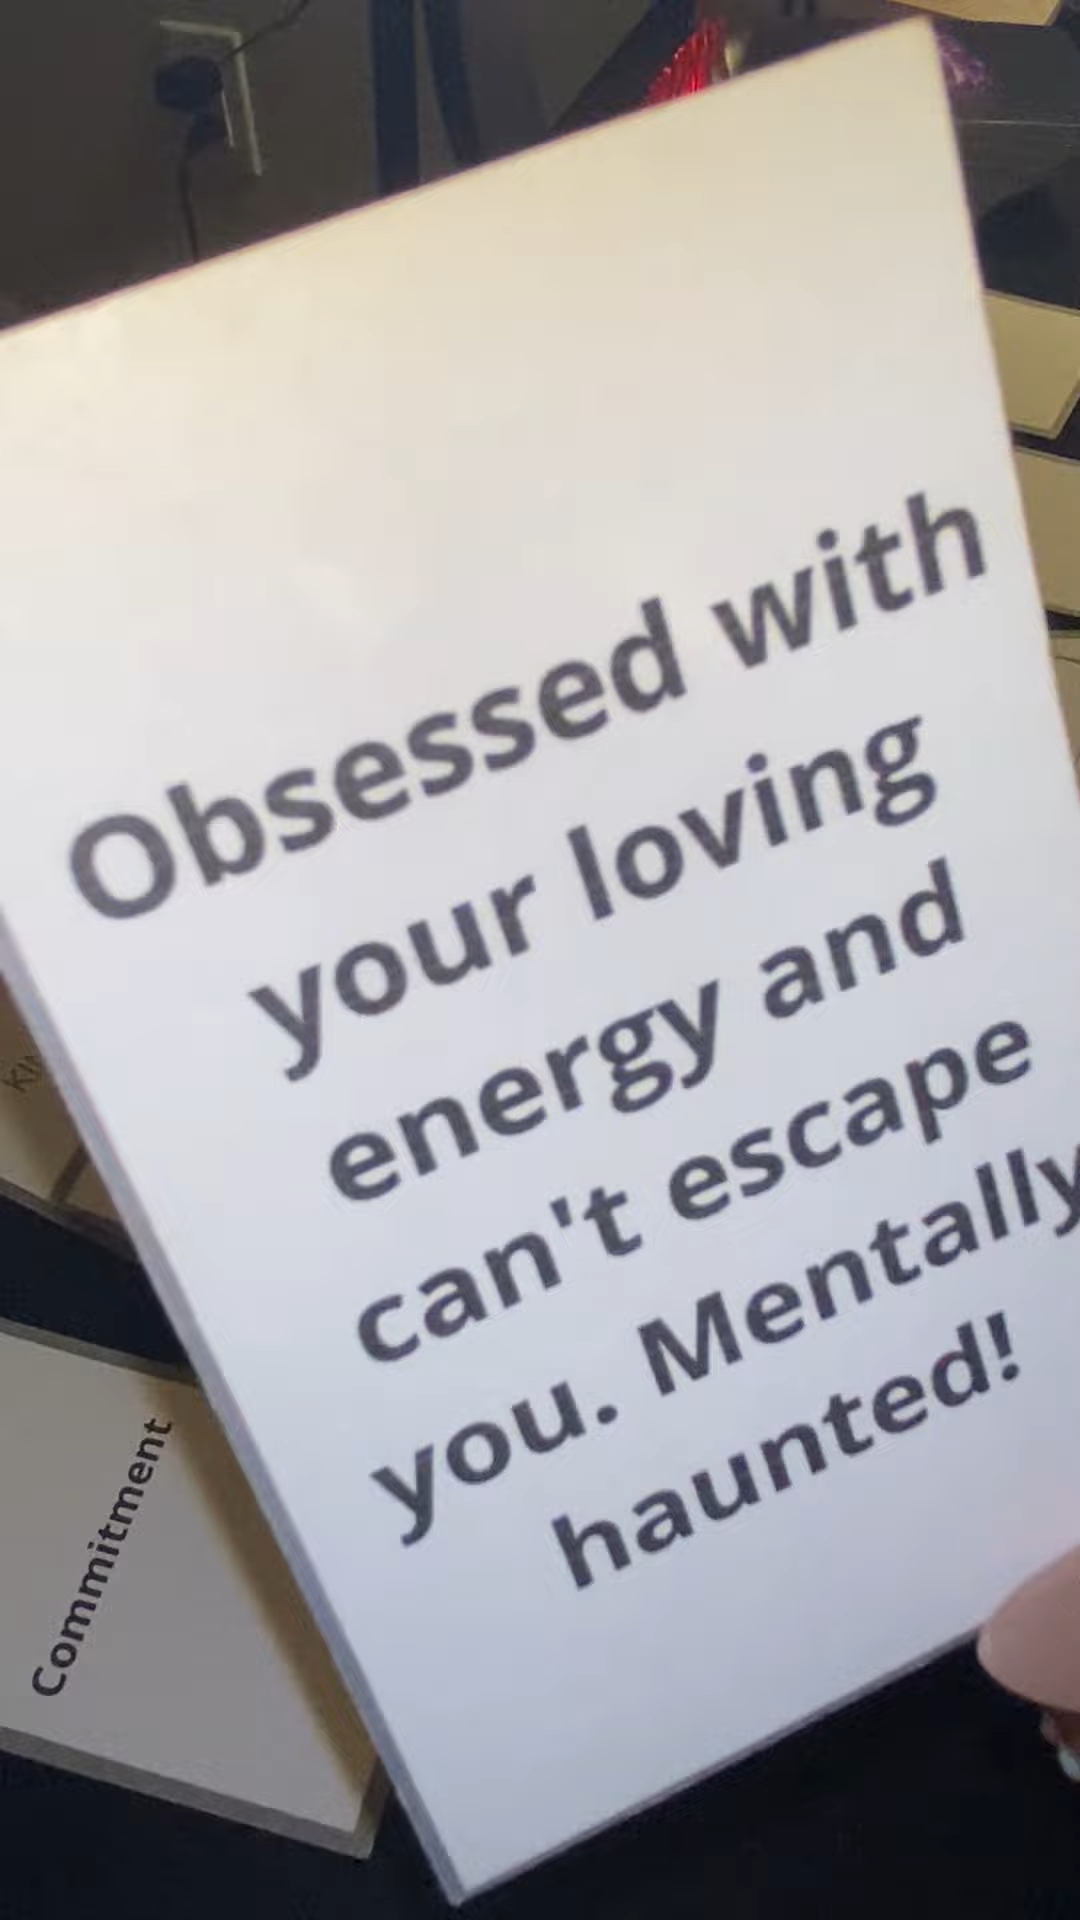 Obsessed with
your loving
energy and
can't escape
you. Mentally
haunted!
Commitment